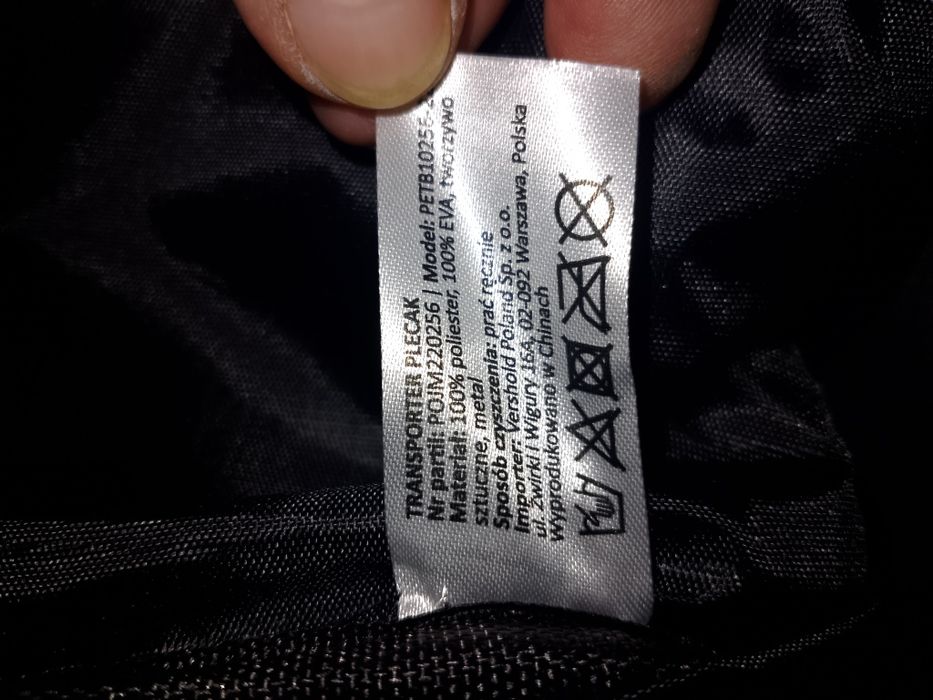 TRANSPORTER PLECAK
Nr partii: POJM220256 | Model: PETB10256-
Materiał: 100% poliester, 100% EVA, tworzywo
sztuczne, metal
Sposób czyszczenia: prać ręcznie
Importer: Vershold Poland Sp. z o.o.
ul. Żwirki i Wigury 16A, 02-092 Warszawa, Polska
Wyprodukowano w Chinach